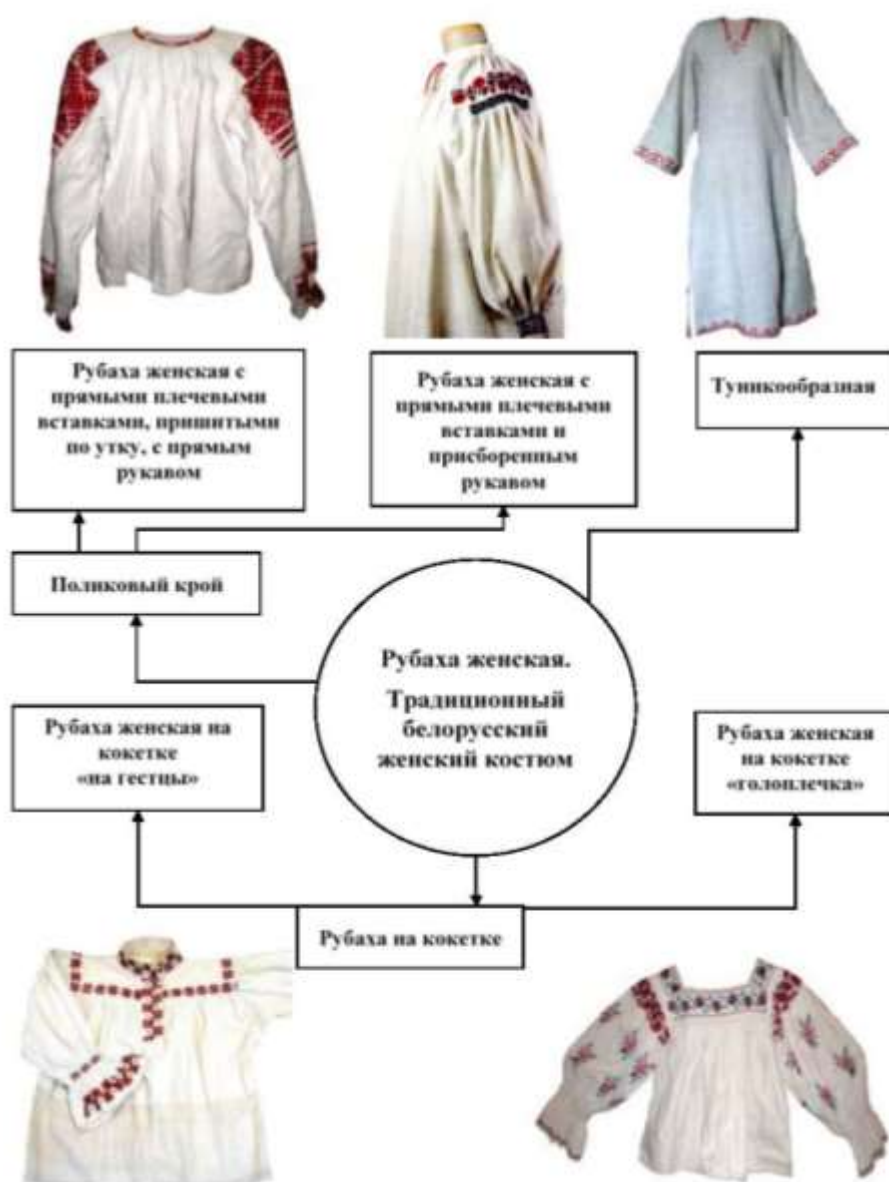 Рубаха женская с
прямыми плечевыми
вставками, пришитыми
по утку, с прямым
рукавом
Рубаха женская с
прямыми плечевыми
вставками и
присборенным
рукавом
Туникообразная
Поликовый крой
Рубаха женская.
Традиционный
белорусский
женский костюм
Рубаха женская на
кокетке
«на гестцы»
Рубаха женская
на кокетке
«голоплечка»
Рубаха на кокетке